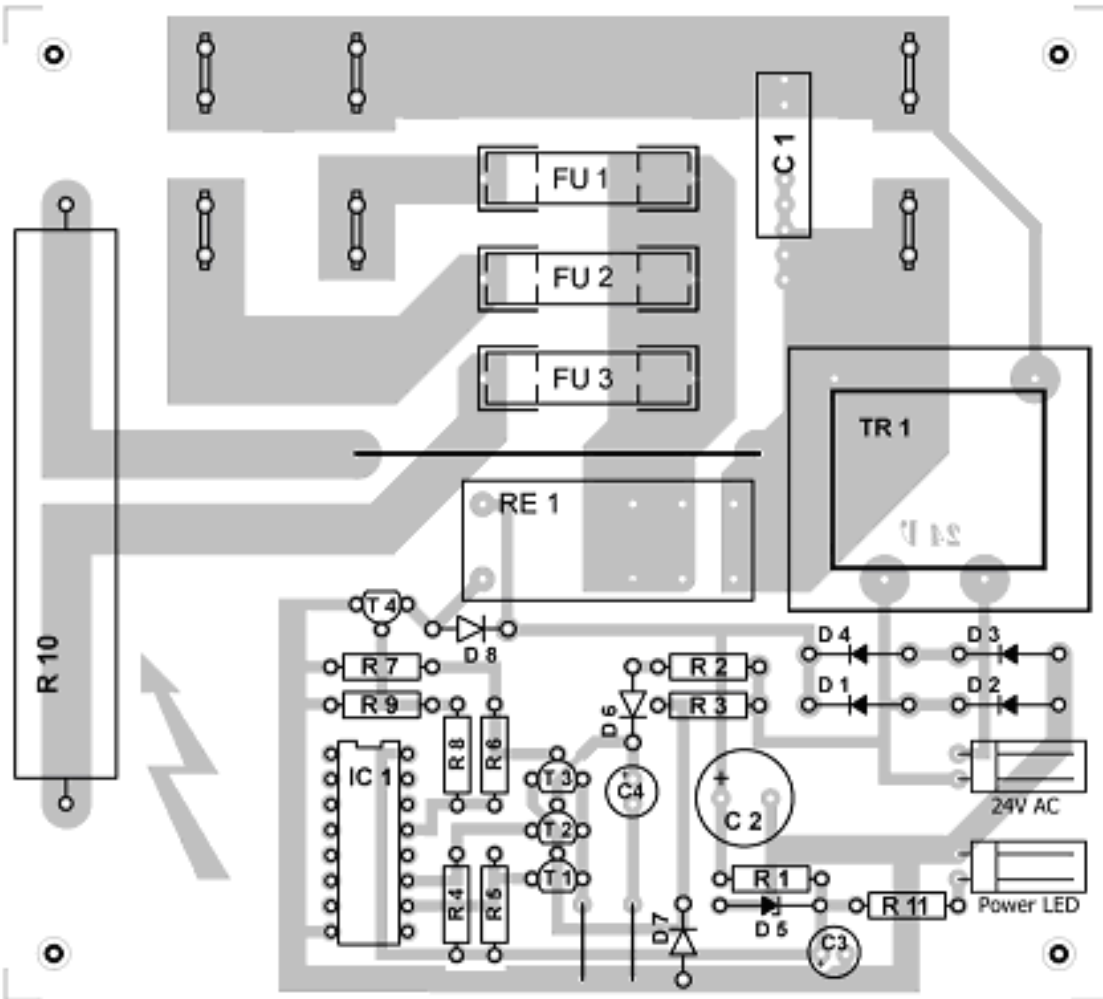 C 1
FU 1
FU 2
FU 3
TR 1
RE 1
24 V
T 4
D 8
D 4
D 3
R 10
R 7
R 2
D 1
D 2
R 9
R 3
D 6
R 8
R 6
IC 1
T 3
C4
+
C 2
24V AC
T 2
T 1
R 1
R 4
R 5
D 7
D 5
R 11
Power LED
C3
+